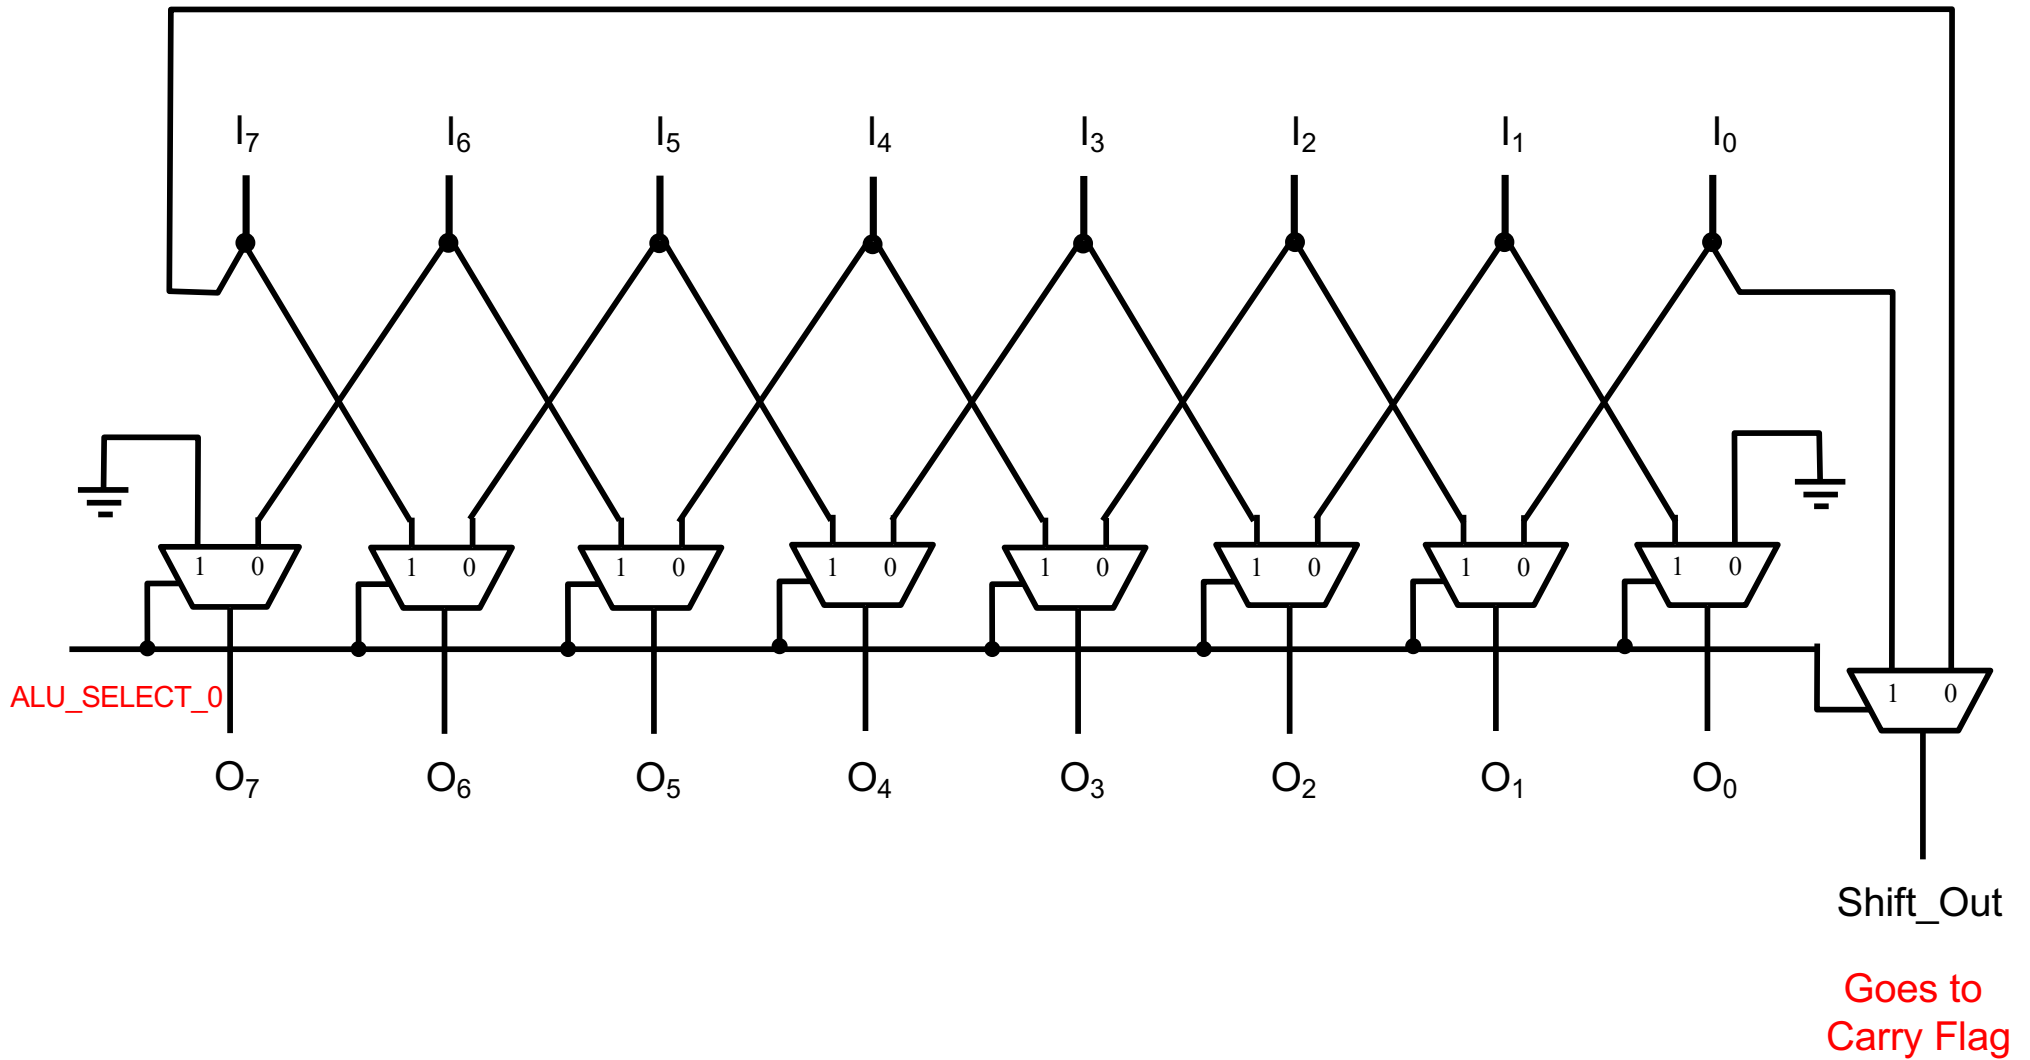 I7 I6 I5 I4 I3 I2 I1 I0
1 0 1 0 1 0 1 0 1 0 1 0 1 0 1 0
ALU_SELECT_0
1 0
O7 O6 O5 O4 O3 O2 O1 O0
Shift_Out
Goes to
Carry Flag